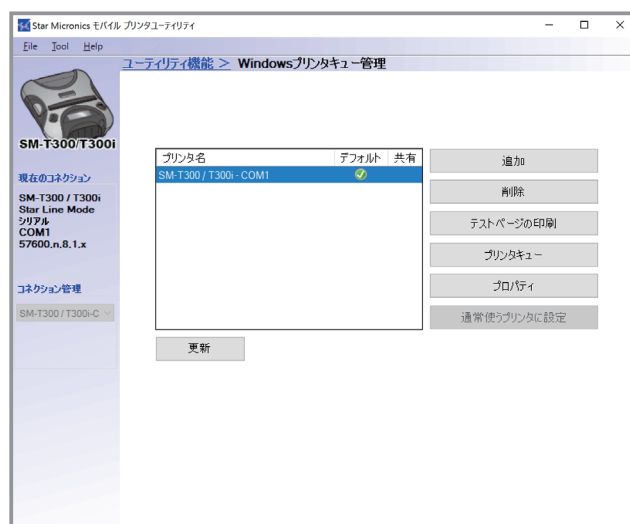 Star Micronics モバイル プリンタユーティリティ
File Tool Help
ユーティリティ機能 > Windowsプリンタキュー管理
SM-T300/T300i
現在のコネクション
SM-T300 / T300i
Star Line Mode
シリアル
COM1
57600.n.8.1.x
コネクション管理
SM-T300 / T300i-C
プリンタ名 デフォルト 共有
SM-T300 / T300i - COM1
追加
削除
テストページの印刷
プリンタキュー
プロパティ
通常使うプリンタに設定
更新